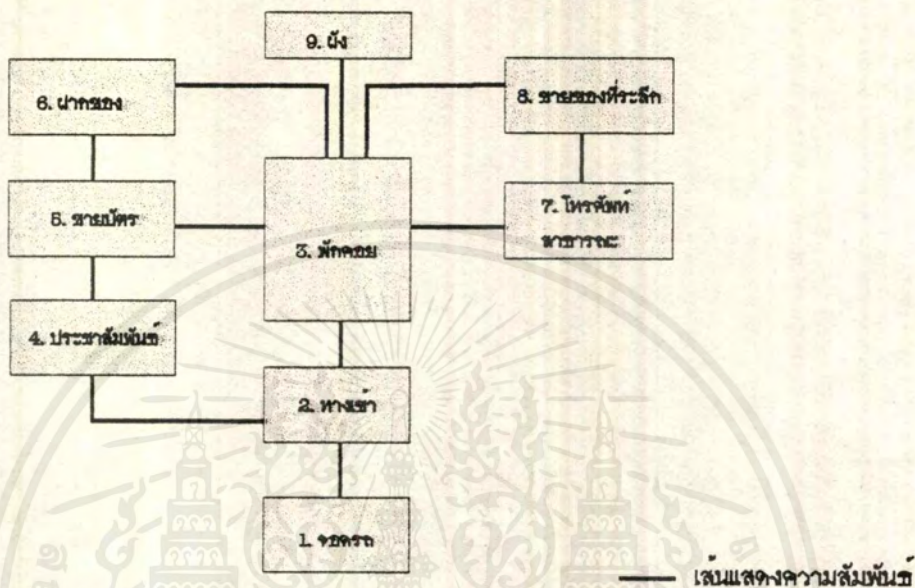 9. ผัง
6. ฝากของ
8. ขายของที่ระลึก
5. ขายบัตร
3. พักคอย
7. โทรศัพท์
สาธารณะ
4. ประชาสัมพันธ์
2. ทางเข้า
1. จอดรถ
เส้นแสดงความสัมพันธ์